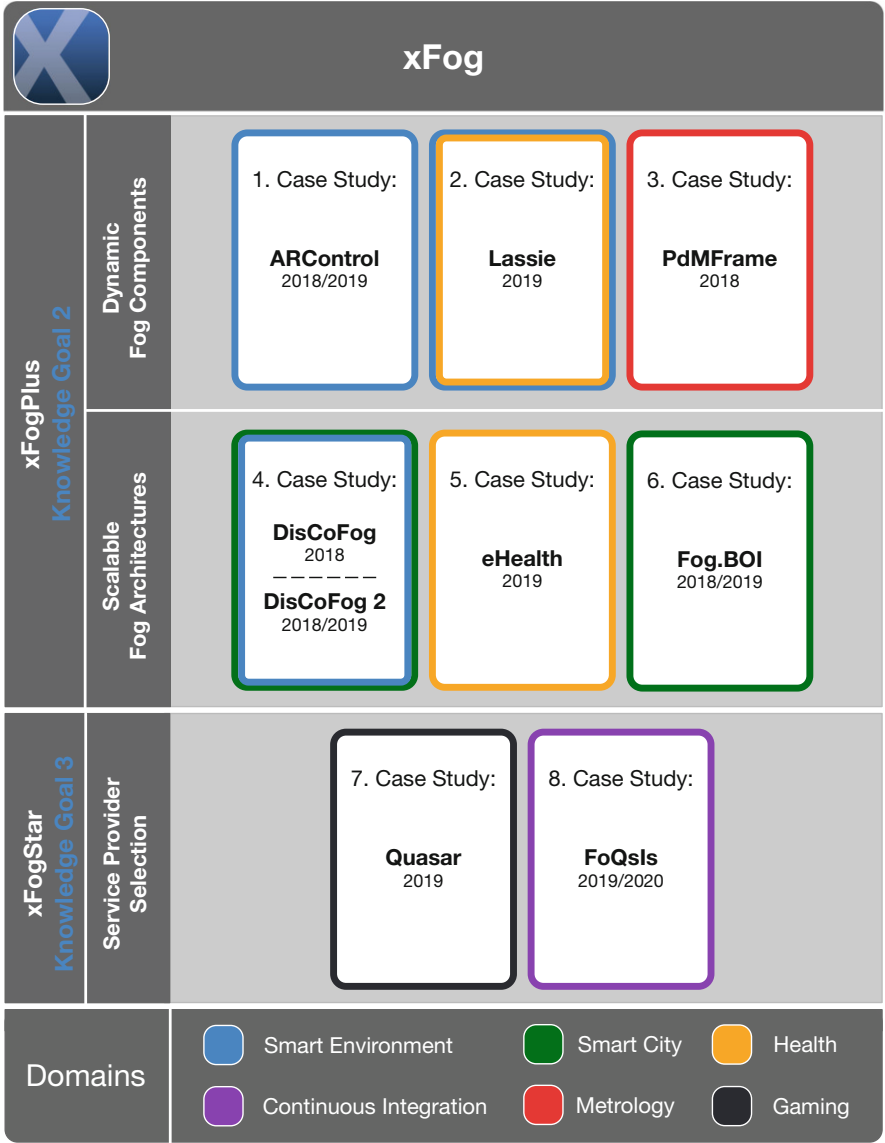 xFog
xFogPlus
Knowledge Goal 2
Dynamic
Fog Components
1. Case Study:
ARControl
2018/2019
2. Case Study:
Lassie
2019
3. Case Study:
PdMFrame
2018
Scalable
Fog Architectures
4. Case Study:
DisCoFog
2018
DisCoFog 2
2018/2019
5. Case Study:
eHealth
2019
6. Case Study:
Fog.BOI
2018/2019
xFogStar
Knowledge Goal 3
Service Provider
Selection
7. Case Study:
Quasar
2019
8. Case Study:
FoQsIs
2019/2020
Domains
Smart Environment
Smart City
Health
Continuous Integration
Metrology
Gaming